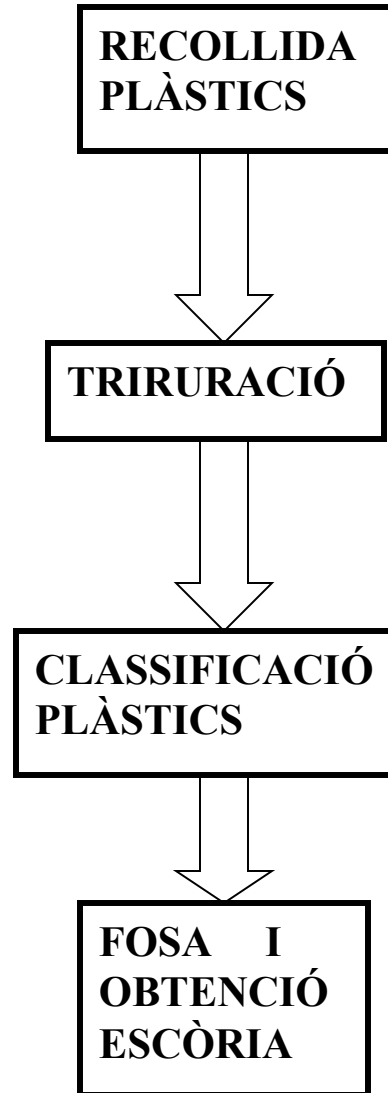 RECOLLIDA
PLÀSTICS
TRIRURACIÓ
CLASSIFICACIÓ
PLÀSTICS
FOSA I
OBTENCIÓ
ESCÒRIA